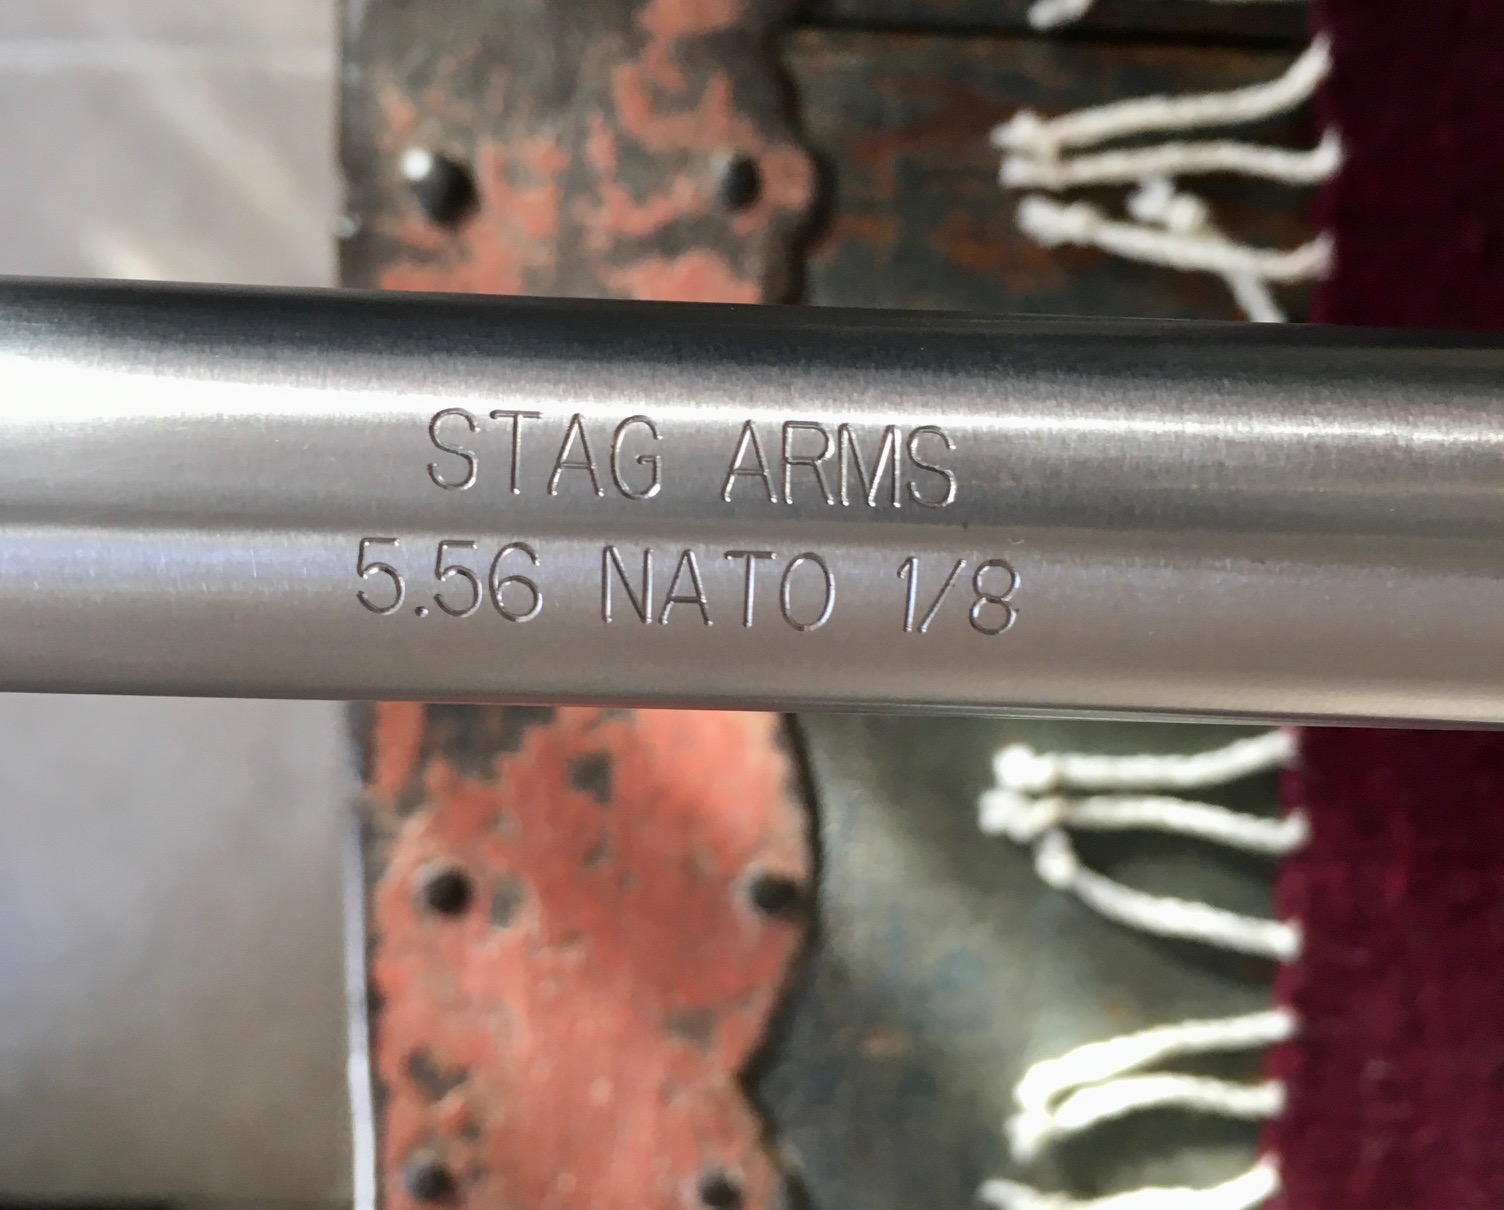 STAG ARMS
5.56 NATO 1/8